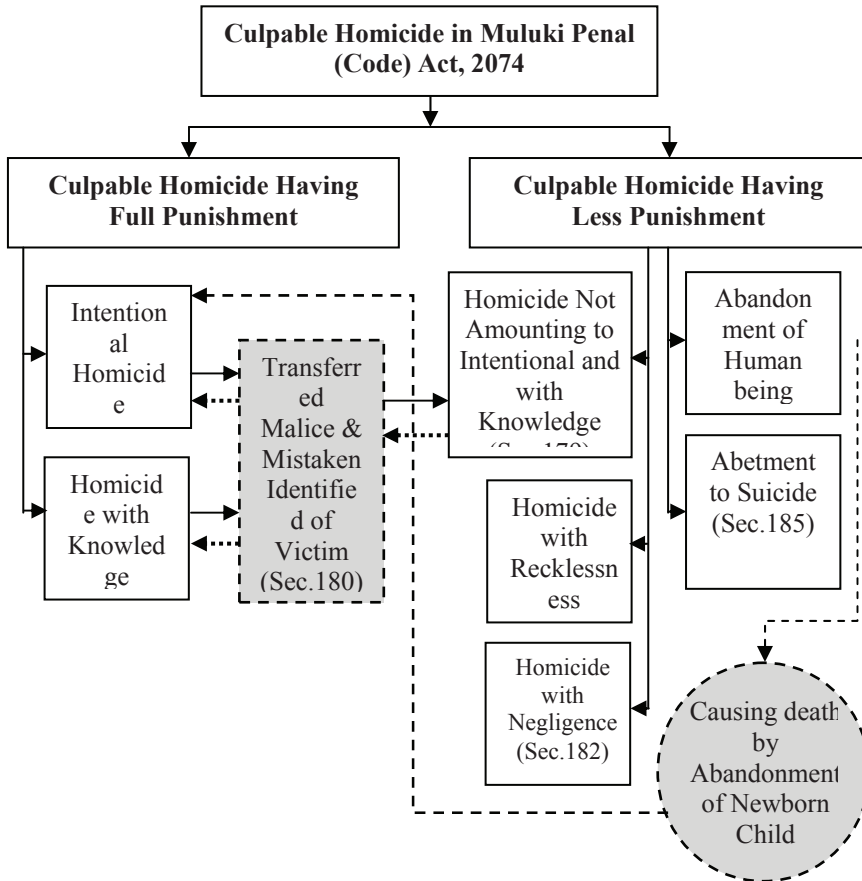 Culpable Homicide in Muluki Penal
(Code) Act, 2074
Culpable Homicide Having
Full Punishment
Culpable Homicide Having
Less Punishment
Intention
al
Homicid
e
Homicid
e with
Knowled
ge
Transferr
ed
Malice &
Mistaken
Identifie
d of
Victim
(Sec.180)
Homicide Not
Amounting to
Intentional and
with
Knowledge
Homicide
with
Recklessn
ess
Homicide
with
Negligence
(Sec.182)
Abandon
ment of
Human
being
Abetment
to Suicide
(Sec.185)
Causing death
by
Abandonment
of Newborn
Child